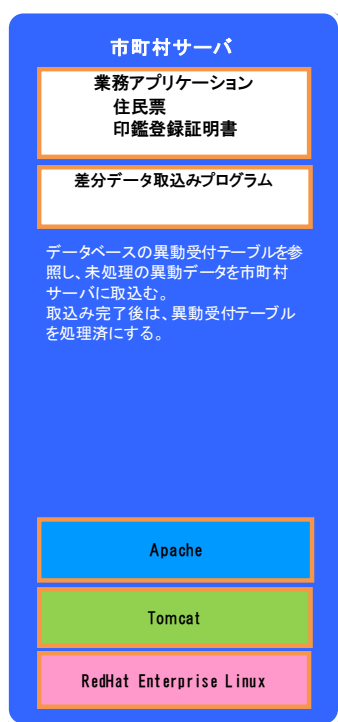 市町村サーバ
業務アプリケーション
住民票
印鑑登録証明書
差分データ取込みプログラム
データベースの異動受付テーブルを参
照し、未処理の異動データを市町村
サーバに取込む。
取込み完了後は、異動受付テーブル
を処理済にする。
Apache
Tomcat
RedHat Enterprise Linux